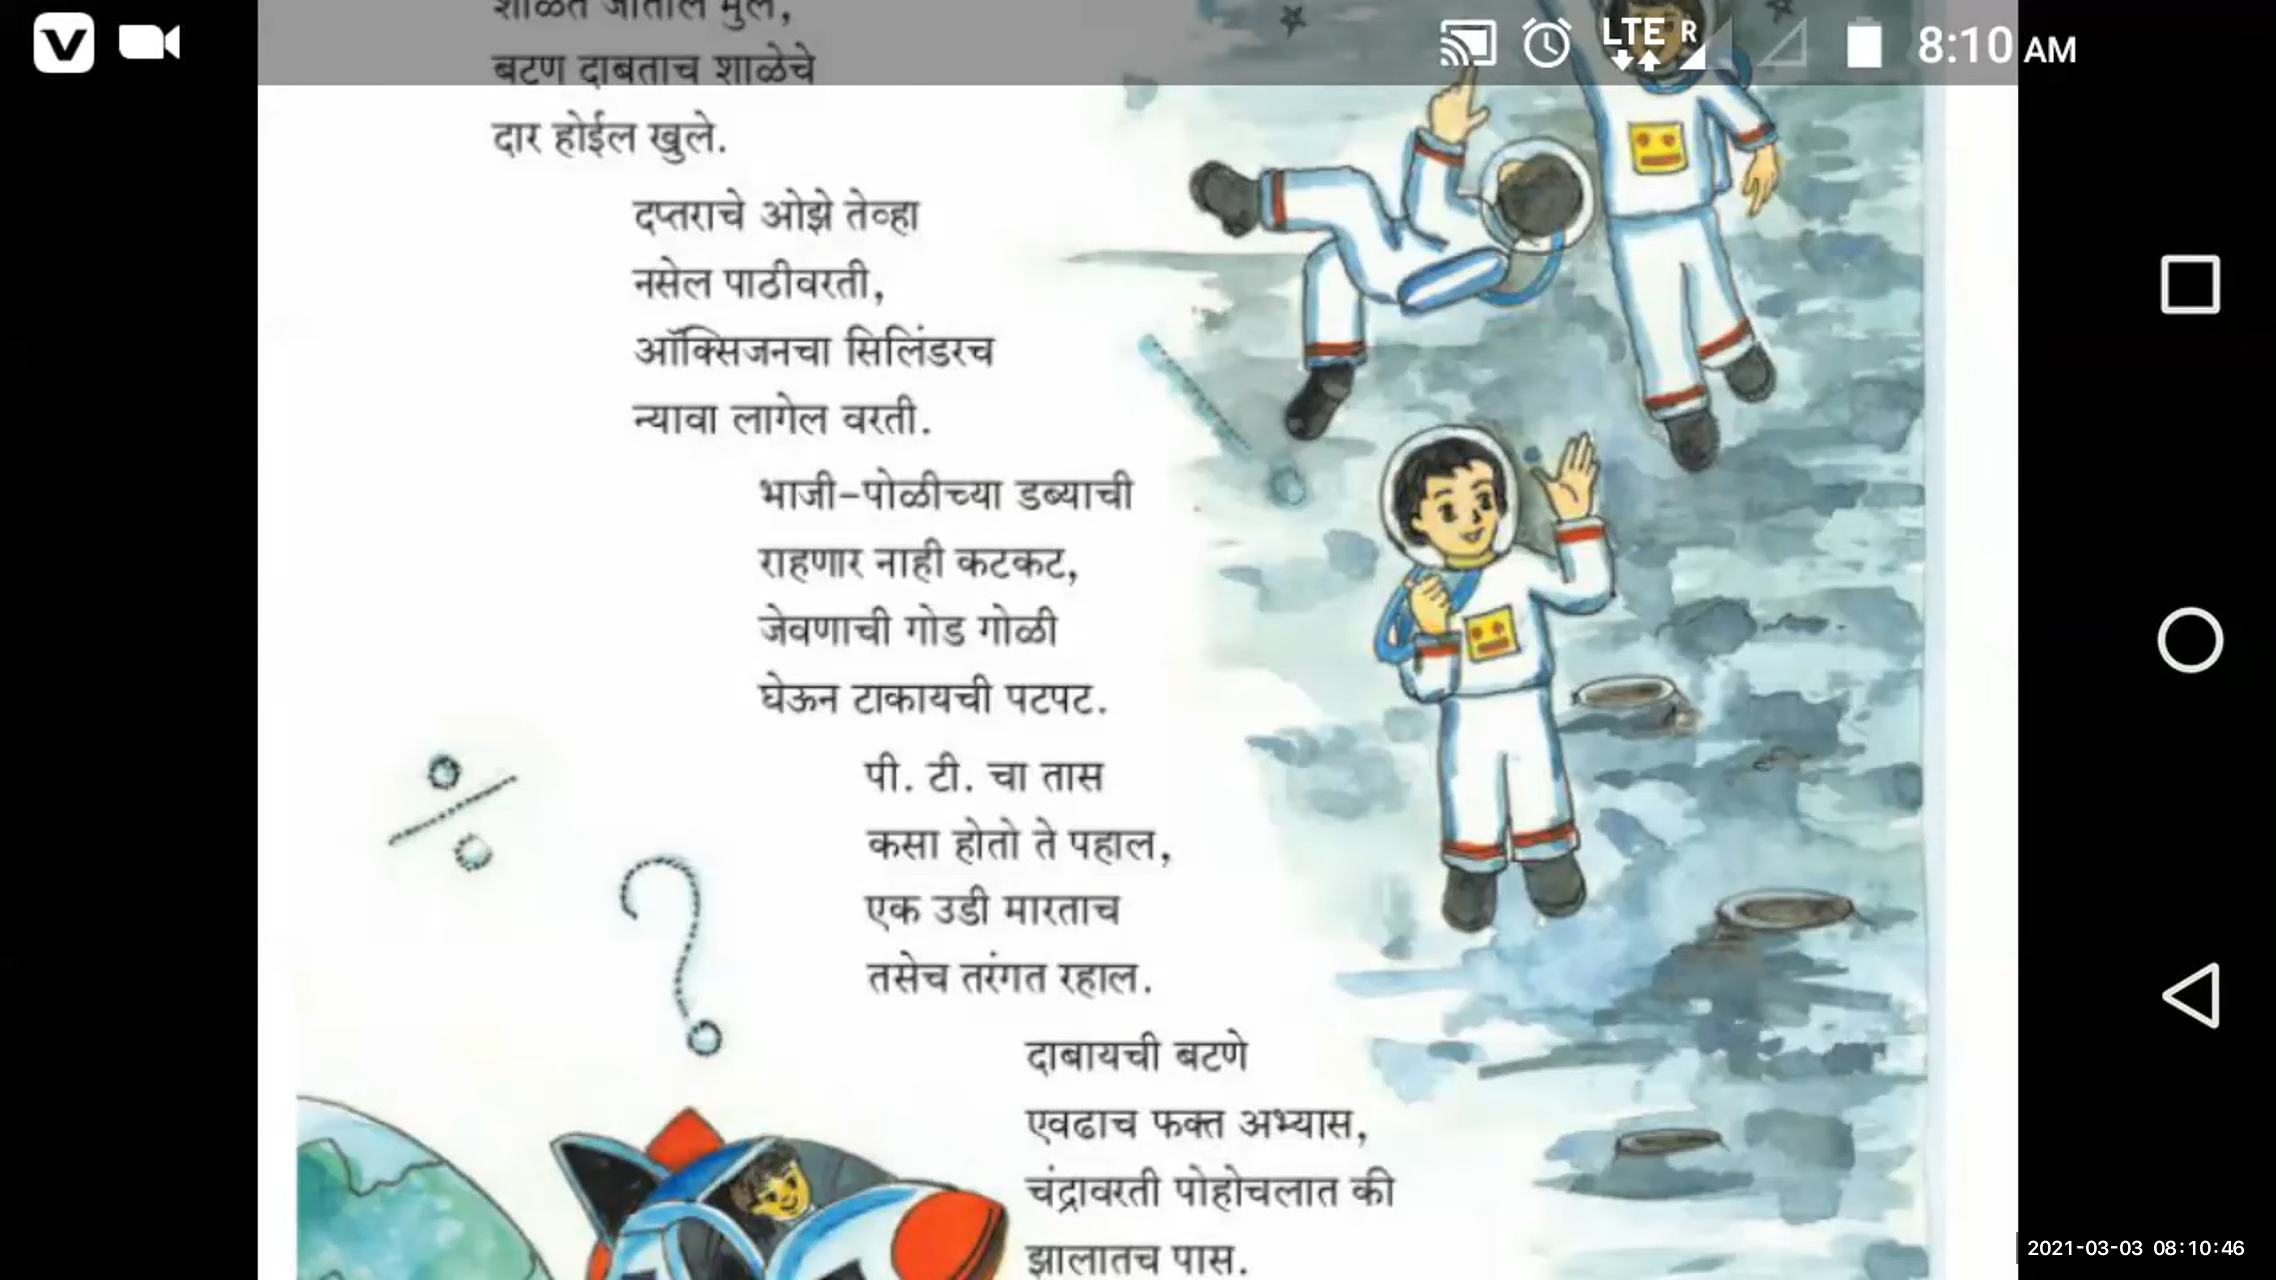 LTE R 8:10 AM
शाळेत जातील मुले,
बटण दाबताच शाळेचे
दार होईल खुले.
दप्तराचे ओझे तेव्हा
नसेल पाठीवरती,
ऑक्सिजनचा सिलिंडरच
न्यावा लागेल वरती.
भाजी-पोळीच्या डब्याची
राहणार नाही कटकट,
जेवणाची गोड गोळी
घेऊन टाकायची पटपट.
पी. टी. चा तास
कसा होतो ते पहाल,
एक उडी मारताच
तसेच तरंगत रहाल.
दाबायची बटणे
एवढाच फक्त अभ्यास,
चंद्रावरती पोहोचलात की
झालातच पास.
2021-03-03 08:10:46